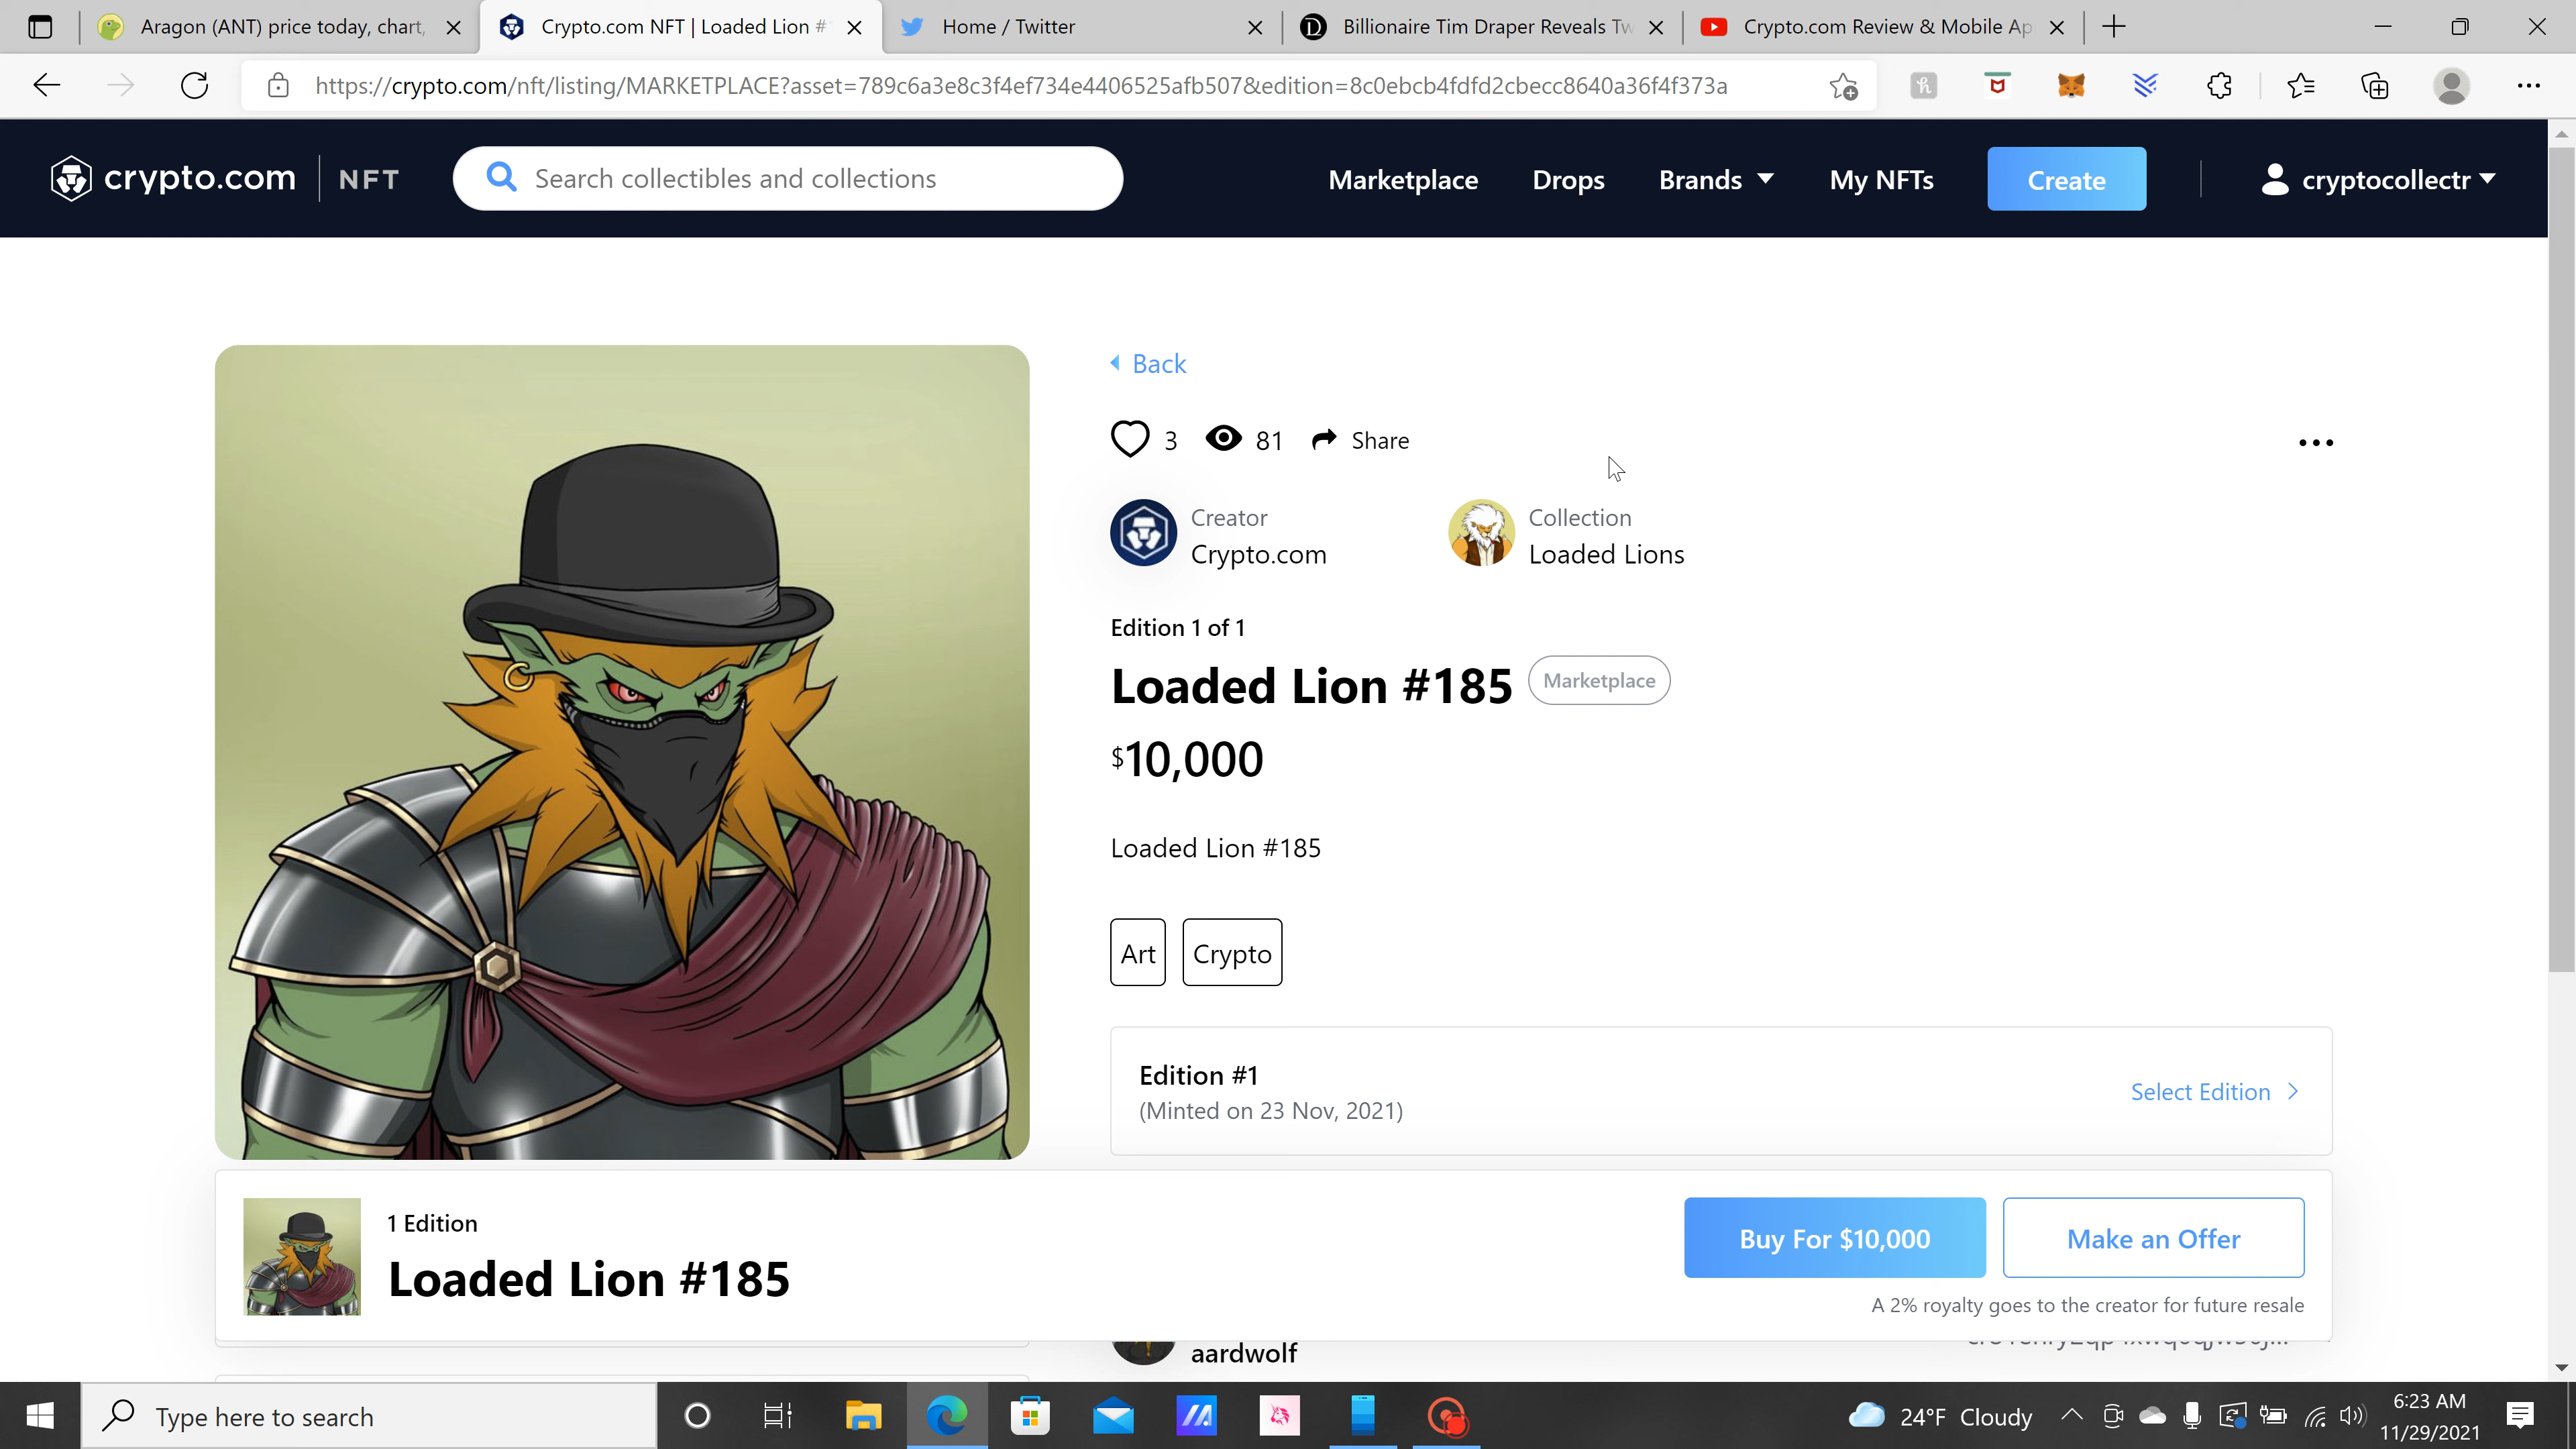 Aragon (ANT) price today, chart,
Crypto.com NFT | Loaded Lion #
Home / Twitter
Billionaire Tim Draper Reveals Tw
Crypto.com Review & Mobile Ap
https://crypto.com/nft/listing/MARKETPLACE?asset=789c6a3e8c3f4ef734e4406525afb507&edition=8c0ebcb4fdfd2cbecc8640a36f4f373a
crypto.com | NFT
Search collectibles and collections
Marketplace
Drops
Brands
My NFTs
Create
cryptocollectr
Back
3
81
Share
Creator
Crypto.com
Collection
Loaded Lions
Edition 1 of 1
Loaded Lion #185
Marketplace
$10,000
Loaded Lion #185
Art
Crypto
Edition #1
(Minted on 23 Nov, 2021)
Select Edition
1 Edition
Loaded Lion #185
Buy For $10,000
Make an Offer
A 2% royalty goes to the creator for future resale
aardwolf
Type here to search
24°F Cloudy
6:23 AM
11/29/2021